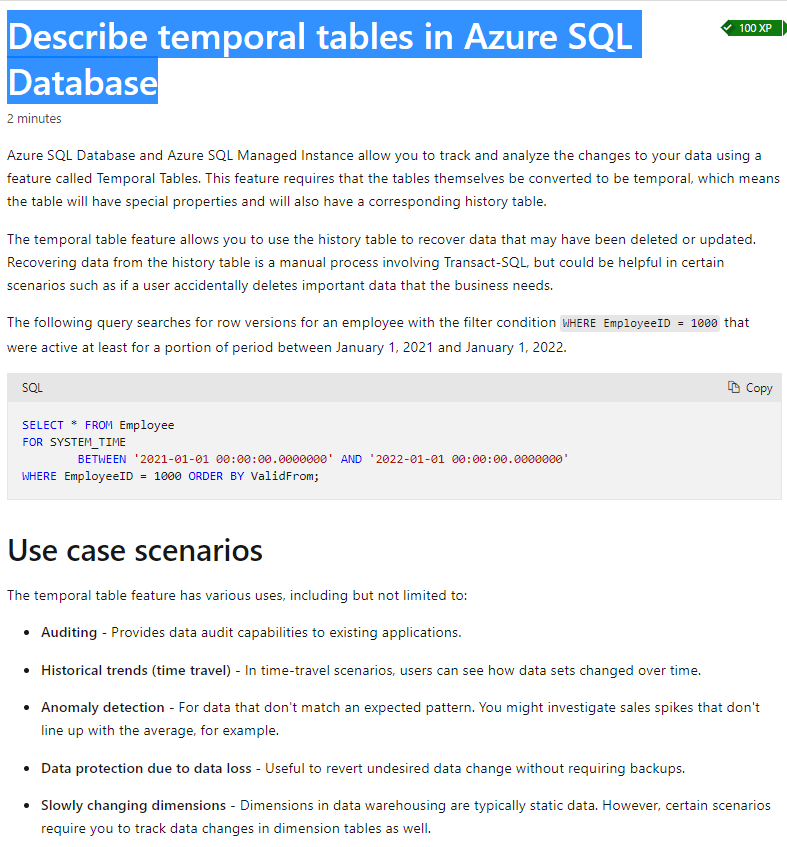 Describe temporal tables in Azure SQL
Database
100 XP
2 minutes
Azure SQL Database and Azure SQL Managed Instance allow you to track and analyze the changes to your data using a
feature called Temporal Tables. This feature requires that the tables themselves be converted to be temporal, which means
the table will have special properties and will also have a corresponding history table.
The temporal table feature allows you to use the history table to recover data that may have been deleted or updated.
Recovering data from the history table is a manual process involving Transact-SQL, but could be helpful in certain
scenarios such as if a user accidentally deletes important data that the business needs.
The following query searches for row versions for an employee with the filter condition WHERE EmployeeID = 1000 that
were active at least for a portion of period between January 1, 2021 and January 1, 2022.
SQL
Copy
SELECT * FROM Employee
FOR SYSTEM_TIME
BETWEEN '2021-01-01 00:00:00.0000000' AND '2022-01-01 00:00:00.0000000'
WHERE EmployeeID = 1000 ORDER BY ValidFrom;
Use case scenarios
The temporal table feature has various uses, including but not limited to:
• Auditing - Provides data audit capabilities to existing applications.
• Historical trends (time travel) - In time-travel scenarios, users can see how data sets changed over time.
• Anomaly detection - For data that don't match an expected pattern. You might investigate sales spikes that don't
line up with the average, for example.
• Data protection due to data loss - Useful to revert undesired data change without requiring backups.
• Slowly changing dimensions - Dimensions in data warehousing are typically static data. However, certain scenarios
require you to track data changes in dimension tables as well.